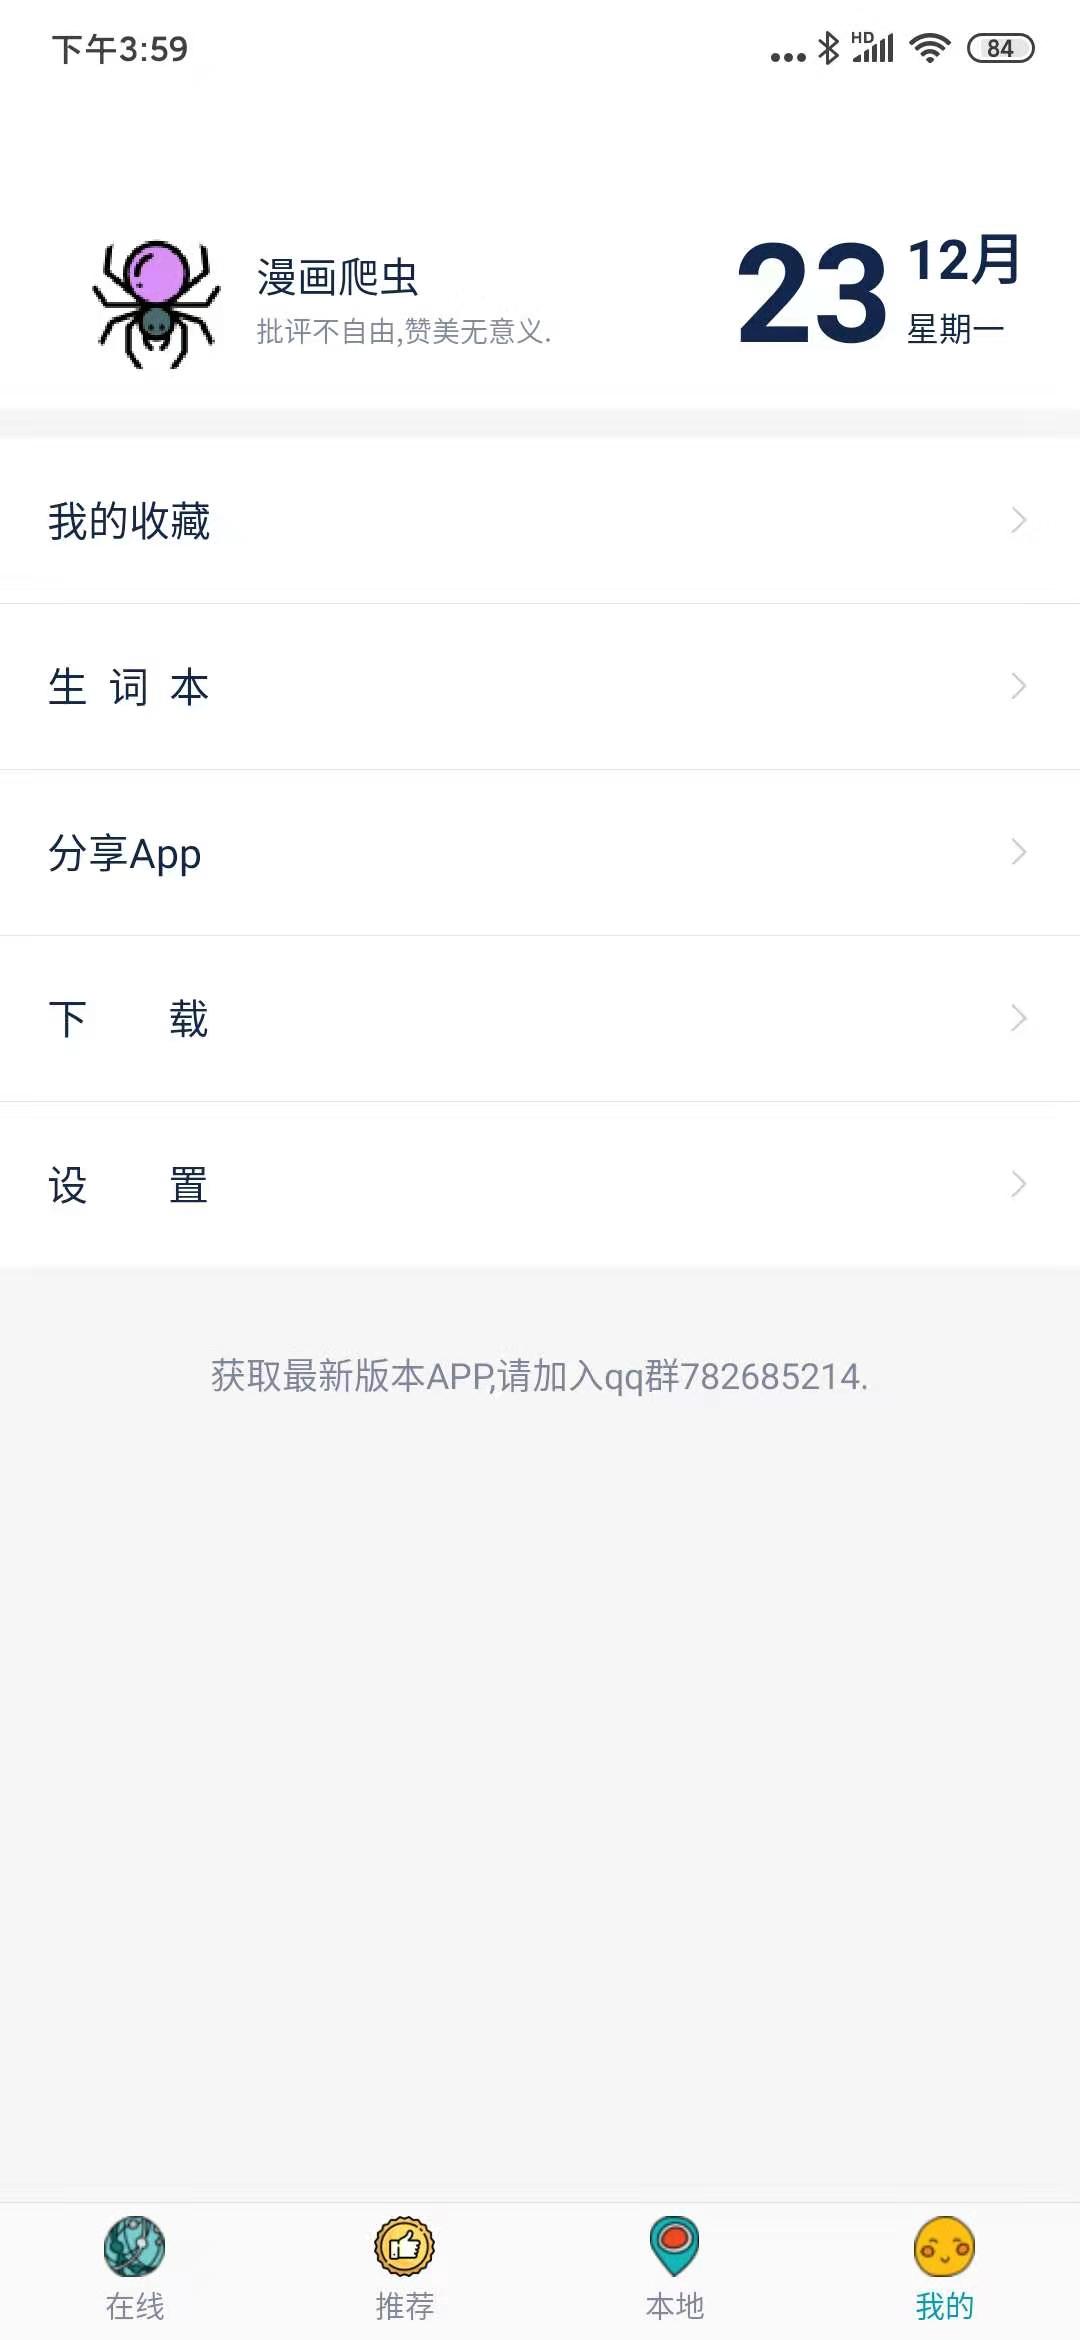 下午3:59
HD
84
漫画爬虫
批评不自由,赞美无意义.
23
12月
星期一
我的收藏
生 词 本
分享App
下 载
设 置
获取最新版本APP,请加入qq群782685214.
在线
推荐
本地
我的